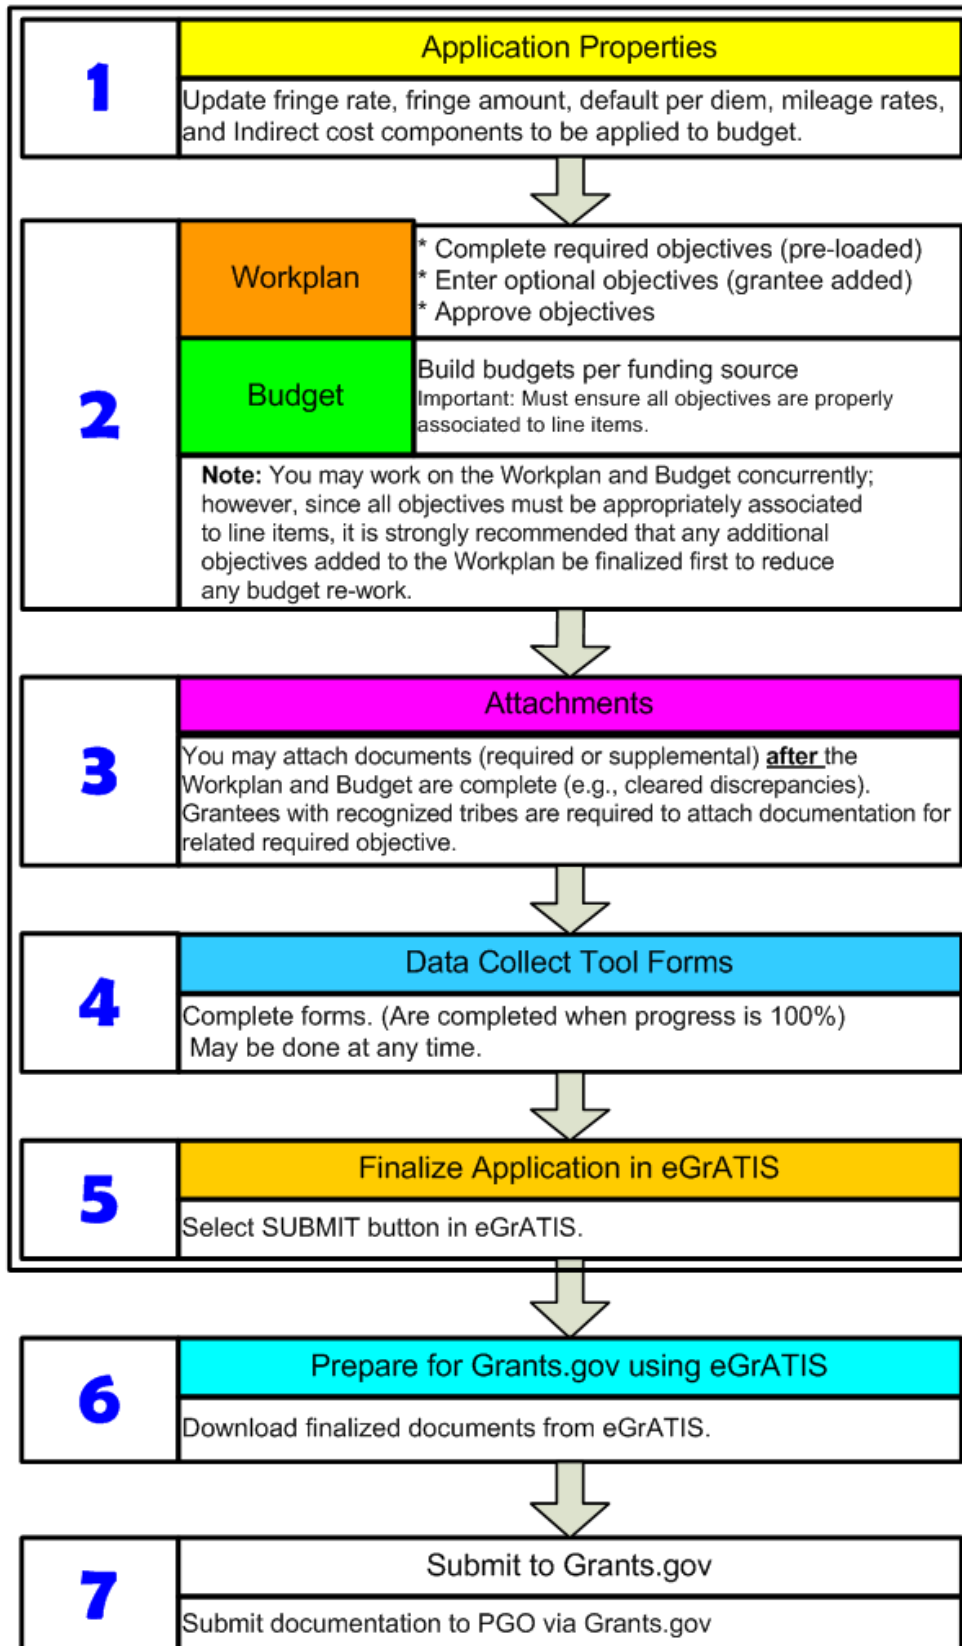 1
Application Properties
Update fringe rate, fringe amount, default per diem, mileage rates,
and Indirect cost components to be applied to budget.
2
Workplan
* Complete required objectives (pre-loaded)
* Enter optional objectives (grantee added)
* Approve objectives
Budget
Build budgets per funding source
Important: Must ensure all objectives are properly
associated to line items.
Note: You may work on the Workplan and Budget concurrently;
however, since all objectives must be appropriately associated
to line items, it is strongly recommended that any additional
objectives added to the Workplan be finalized first to reduce
any budget re-work.
3
Attachments
You may attach documents (required or supplemental) after the
Workplan and Budget are complete (e.g., cleared discrepancies).
Grantees with recognized tribes are required to attach documentation for
related required objective.
4
Data Collect Tool Forms
Complete forms. (Are completed when progress is 100%)
May be done at any time.
5
Finalize Application in eGrATIS
Select SUBMIT button in eGrATIS.
6
Prepare for Grants.gov using eGrATIS
Download finalized documents from eGrATIS.
7
Submit to Grants.gov
Submit documentation to PGO via Grants.gov